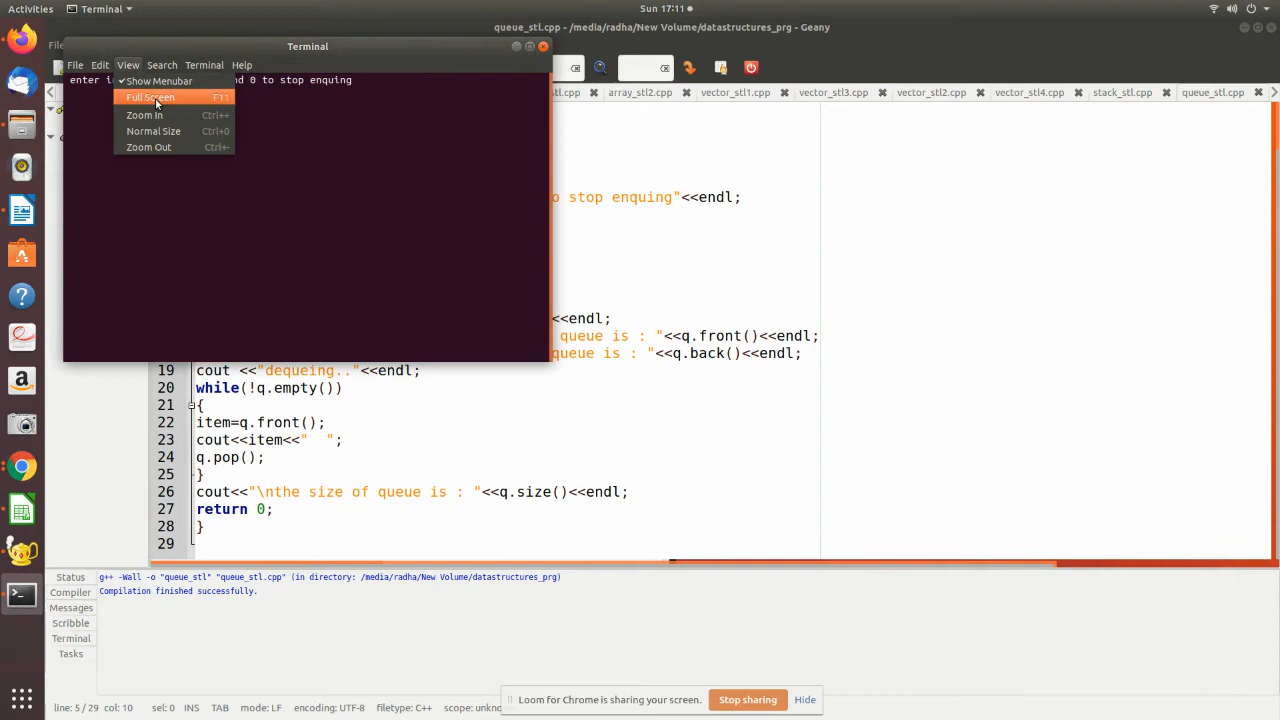 Activities
Terminal
Sun 17:11
queue_stl.cpp - /media/radha/New Volume/datastructures_prg - Geany
Terminal
File Edit View Search Terminal Help
enter nd 0 to stop enquing
Show Menubar
Full Screen F11
Zoom In Ctrl++
Normal Size Ctrl+0
Zoom Out Ctrl+-
stl.cpp array_stl2.cpp vector_stl1.cpp vector_stl3.cpp vector_stl2.cpp vector_stl4.cpp stack_stl.cpp queue_stl.cpp
o stop enquing"<<endl;
<<endl;
queue is : "<<q.front()<<endl;
queue is : "<<q.back()<<endl;
19 cout <<"dequeing.."<<endl;
20 while(!q.empty())
21 {
22 item=q.front();
23 cout<<item<<"  ";
24 q.pop();
25 }
26 cout<<"\nthe size of queue is : "<<q.size()<<endl;
27 return 0;
28 }
29
Status
Compiler
Messages
Scribble
Terminal
Tasks
g++ -Wall -o "queue_stl" "queue_stl.cpp" (in directory: /media/radha/New Volume/datastructures_prg)
Compilation finished successfully.
Loom for Chrome is sharing your screen. Stop sharing Hide
line: 5 / 29 col: 10 sel: 0 INS TAB mode: LF encoding: UTF-8 filetype: C++ scope: unkno